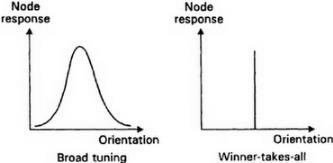 Node
response
Orientation
Broad tuning
Node
response
Orientation
Winner-takes-all